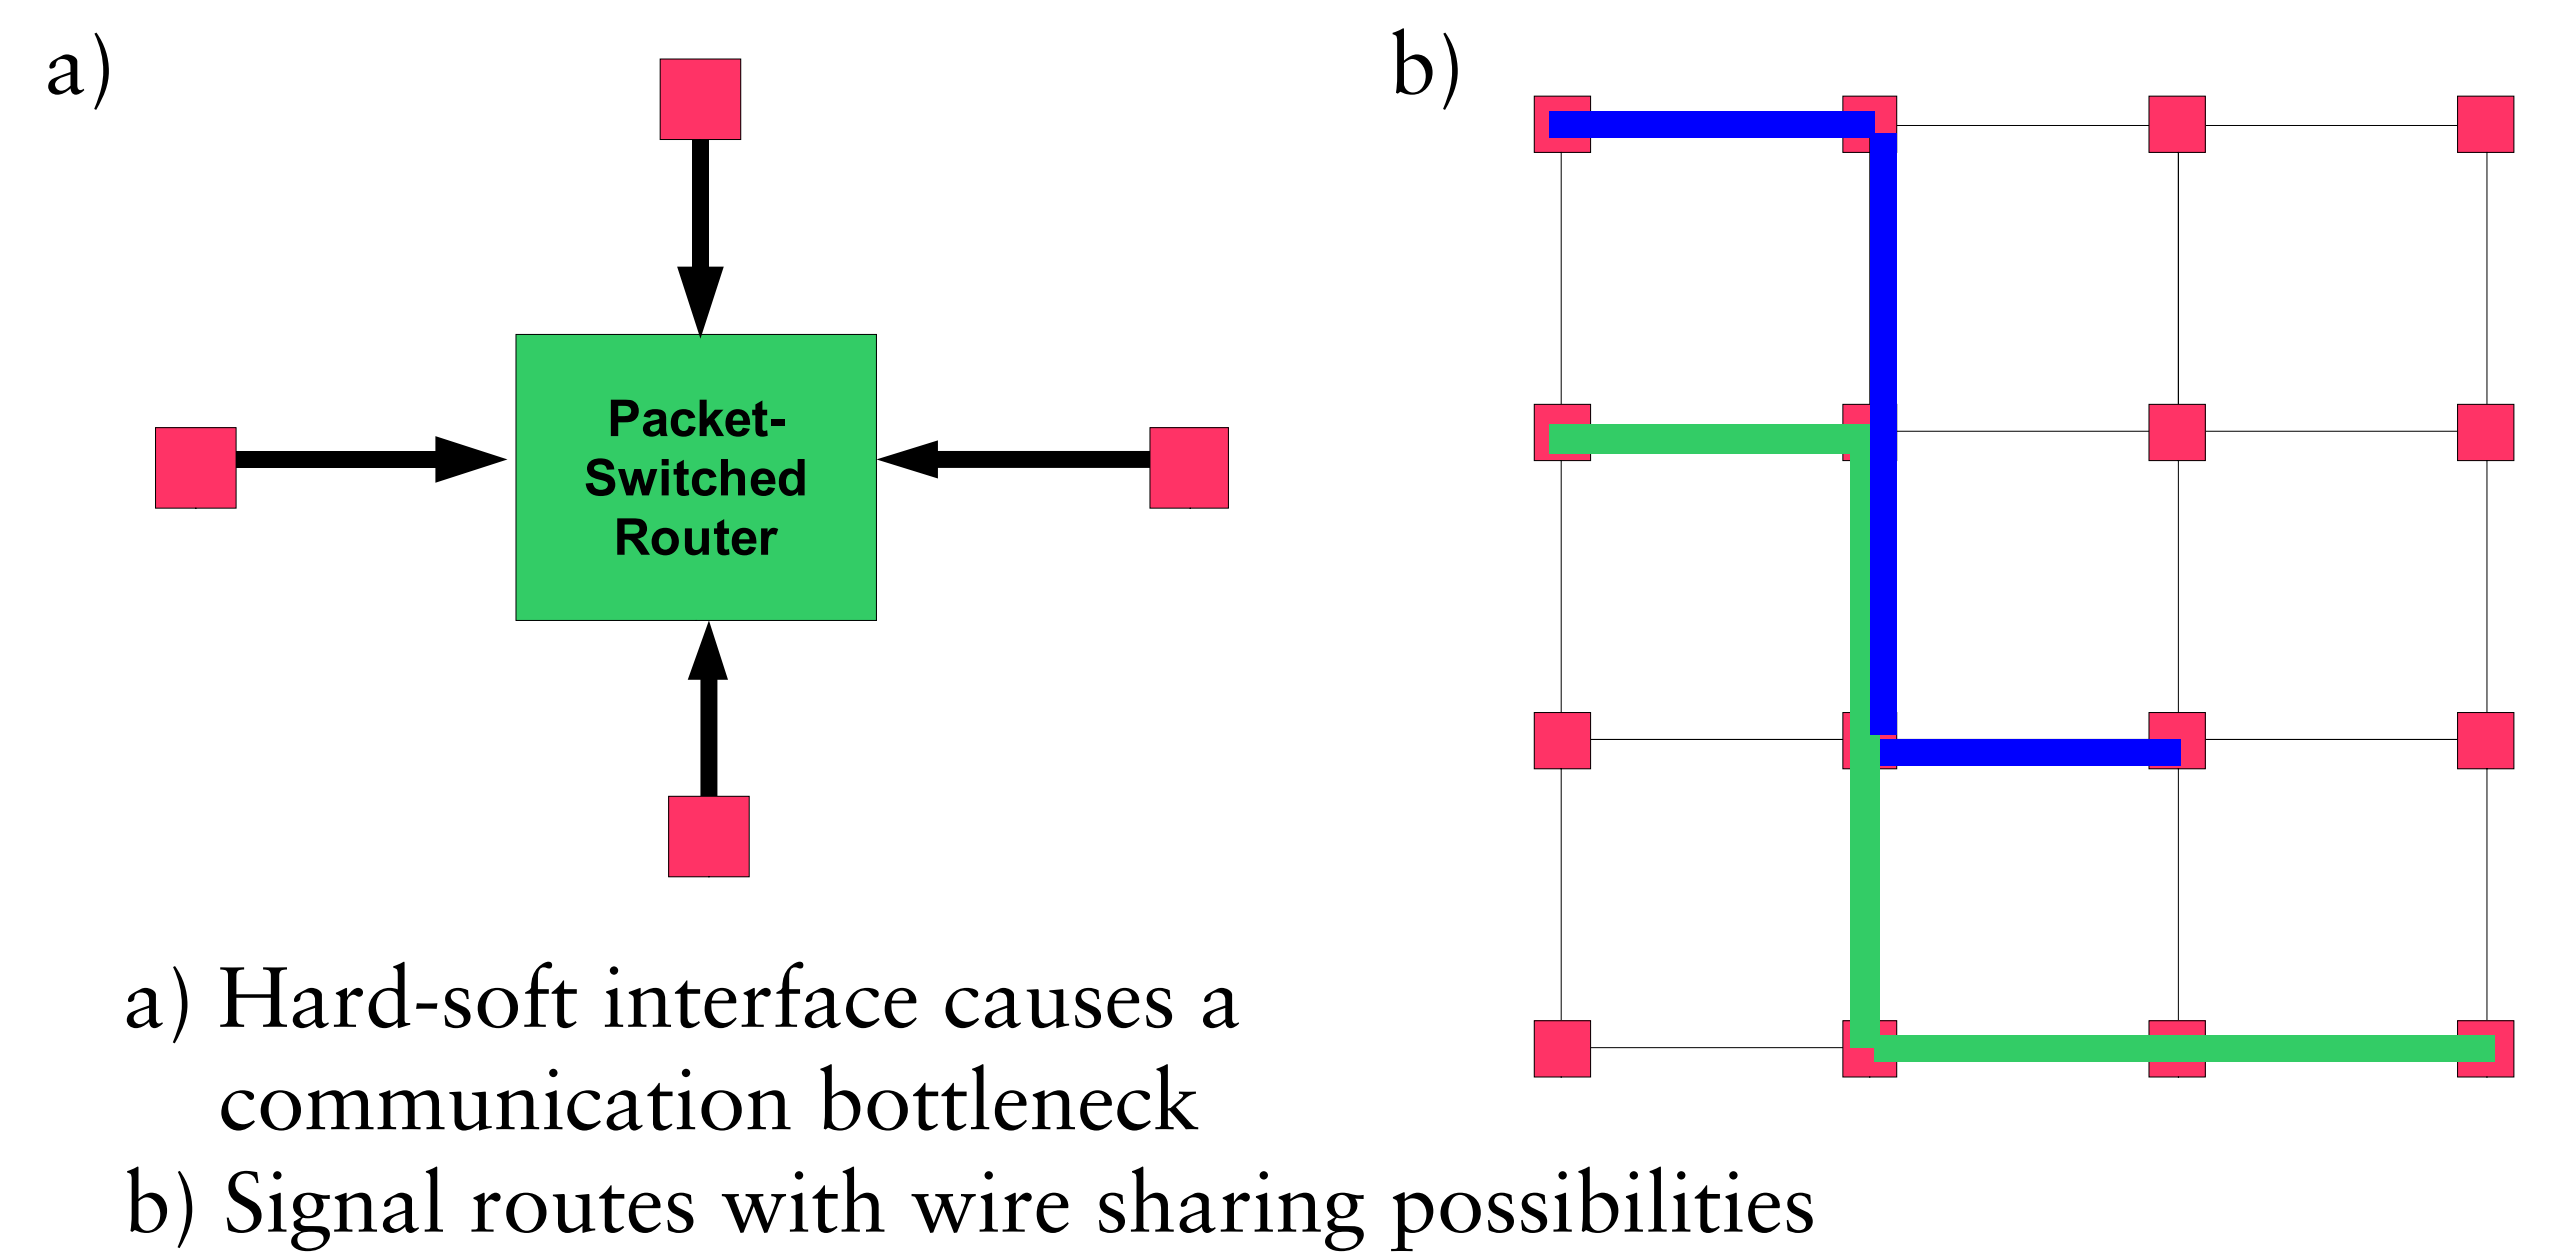 a)
b)
Packet-
Switched
Router
a) Hard-soft interface causes a
communication bottleneck
b) Signal routes with wire sharing possibilities